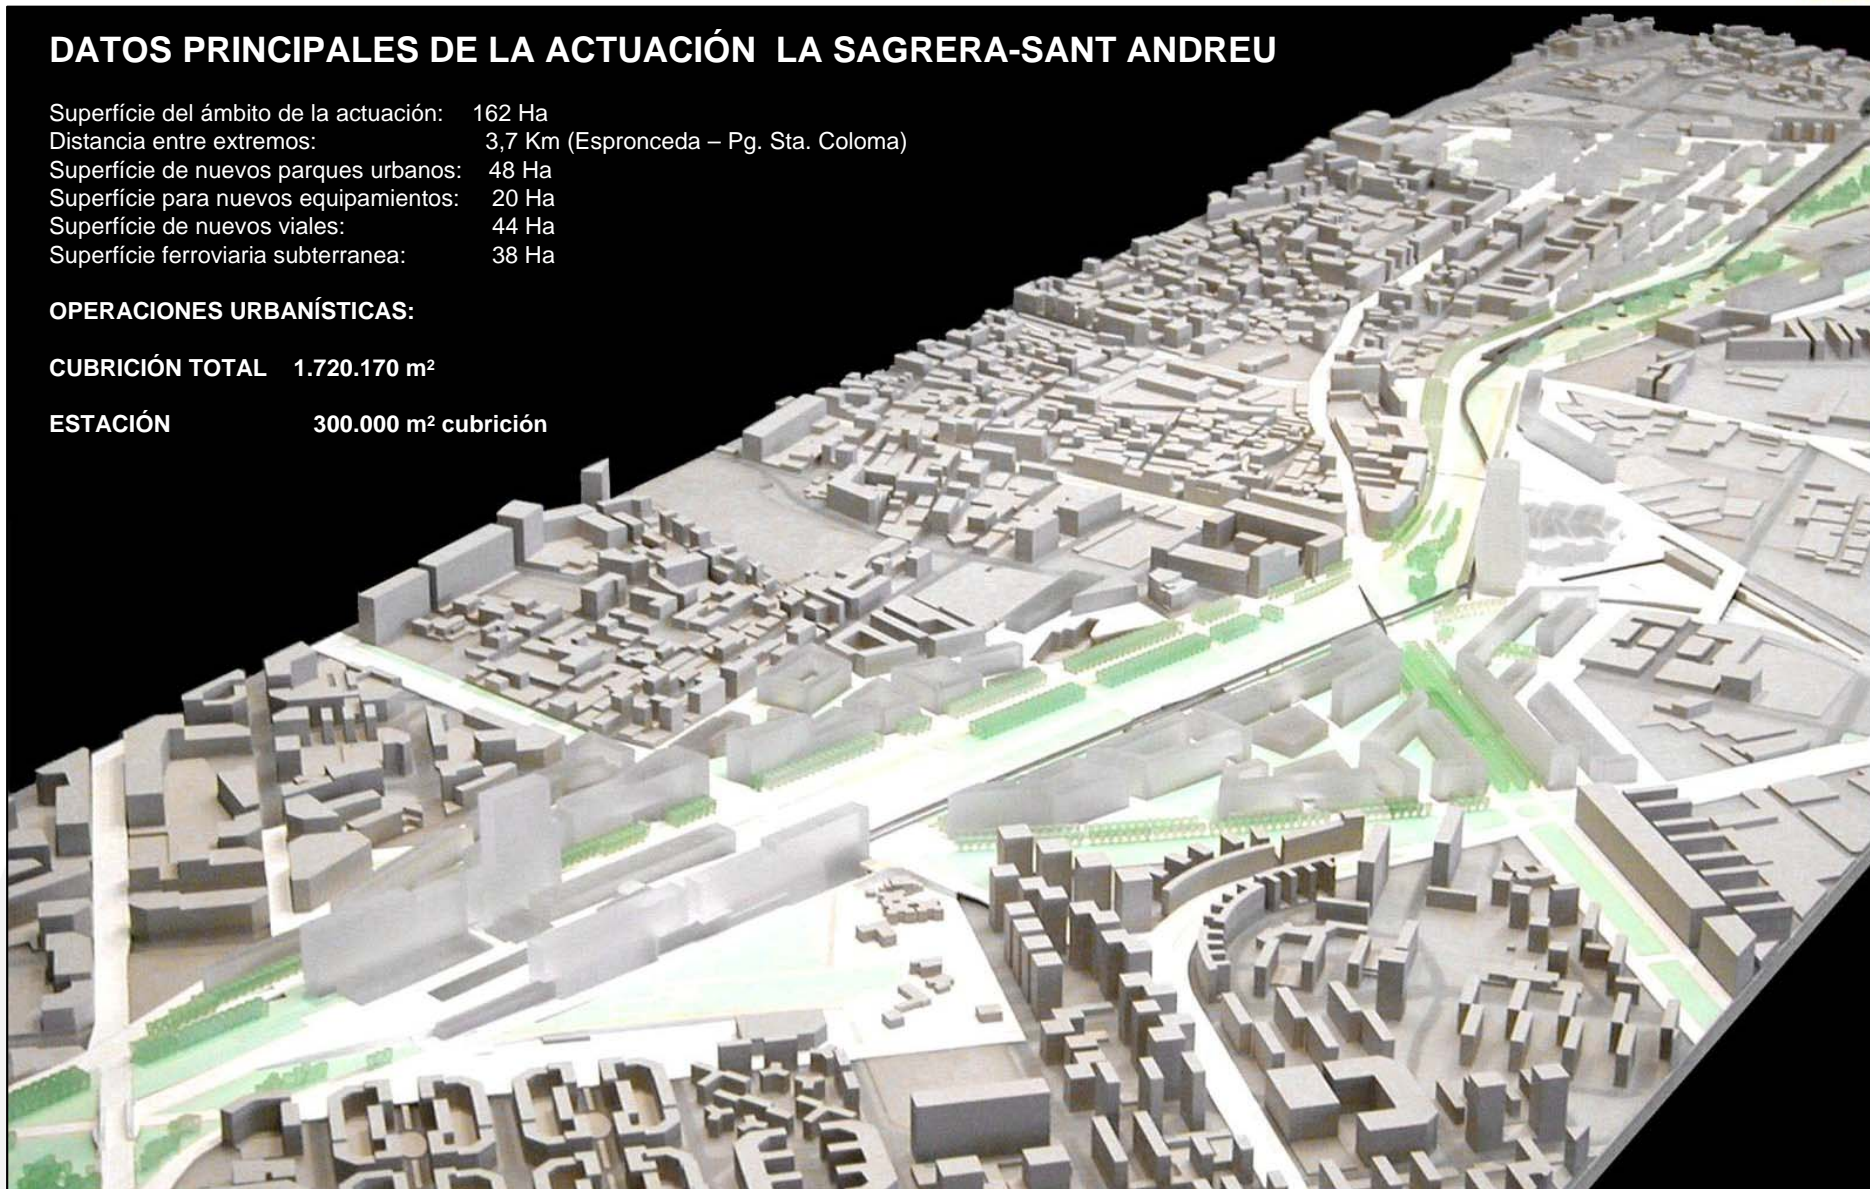 DATOS PRINCIPALES DE LA ACTUACIÓN LA SAGRERA-SANT ANDREU
Superfície del ámbito de la actuación: 162 Ha
Distancia entre extremos: 3,7 Km (Espronceda – Pg. Sta. Coloma)
Superfície de nuevos parques urbanos: 48 Ha
Superfície para nuevos equipamientos: 20 Ha
Superfície de nuevos viales: 44 Ha
Superfície ferroviaria subterranea: 38 Ha
OPERACIONES URBANÍSTICAS:
CUBRICIÓN TOTAL 1.720.170 m²
ESTACIÓN 300.000 m² cubrición